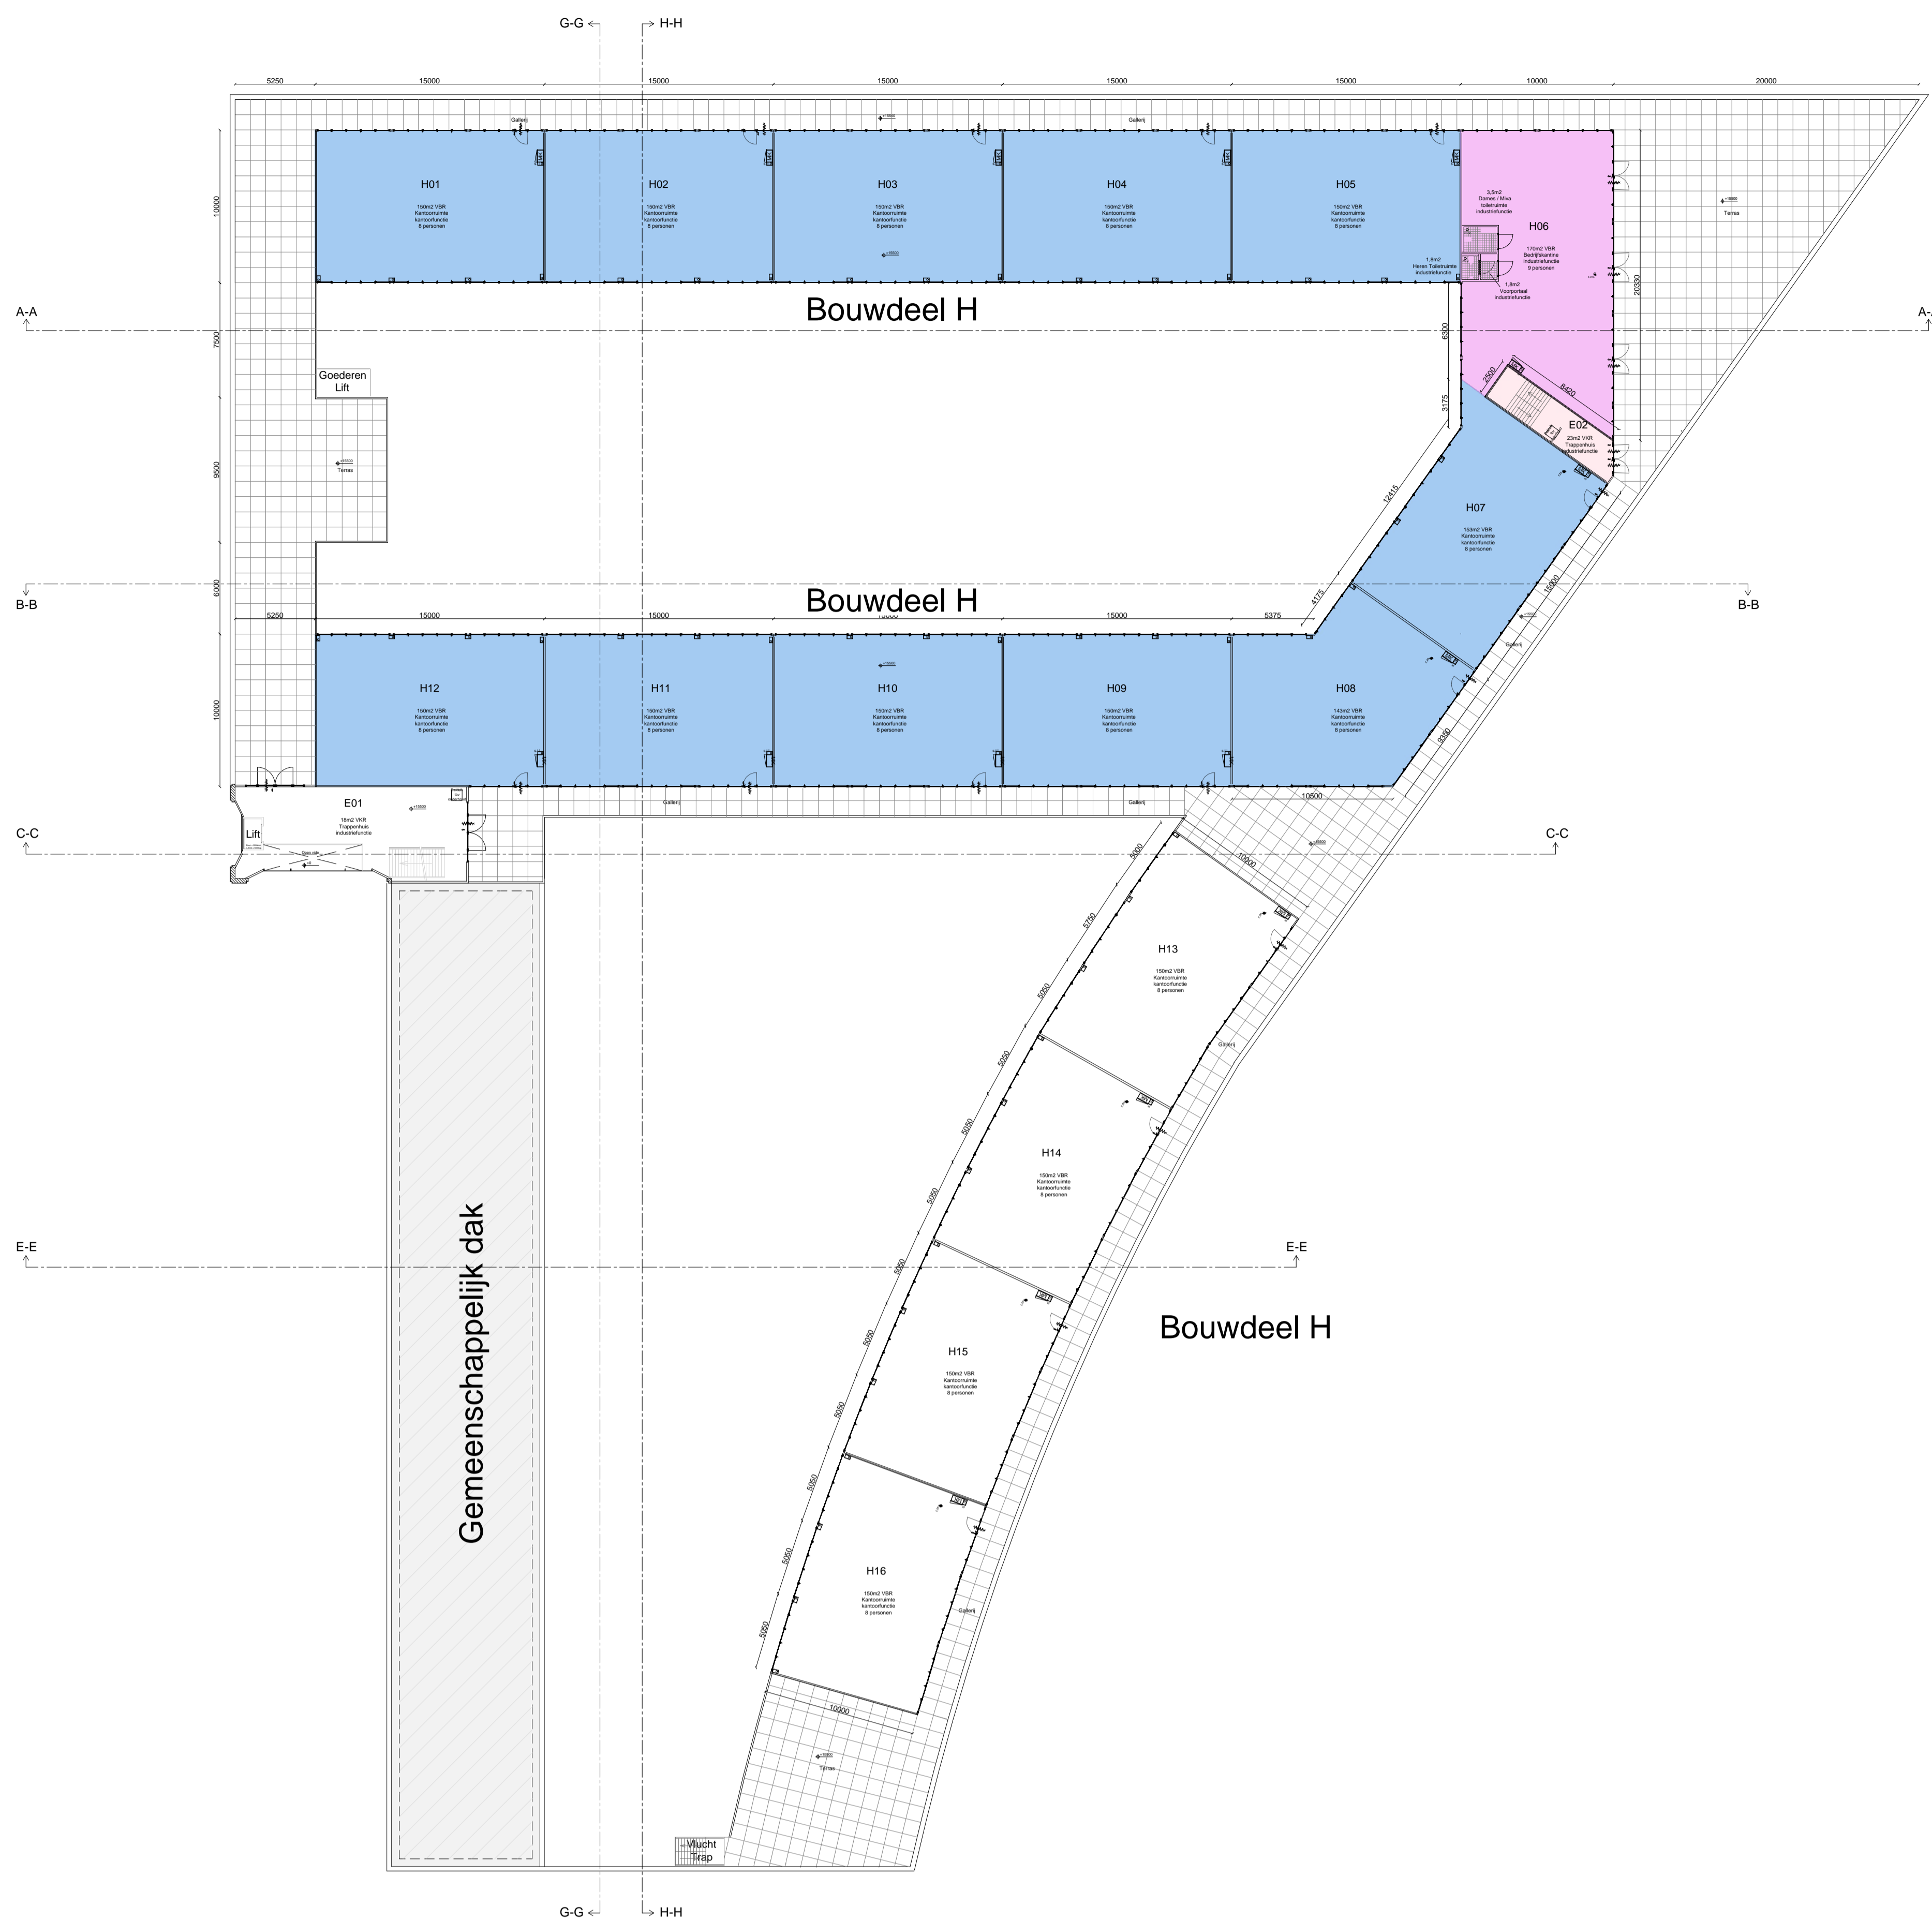 G-G
H-H
5250
15000
15000
15000
15000
15000
10000
20000
Gallerij
Gallerij
10000
H01
150m2 VBR
Kantoorruimte
kantoorfunctie
8 personen
H02
150m2 VBR
Kantoorruimte
kantoorfunctie
8 personen
H03
150m2 VBR
Kantoorruimte
kantoorfunctie
8 personen
H04
150m2 VBR
Kantoorruimte
kantoorfunctie
8 personen
H05
150m2 VBR
Kantoorruimte
kantoorfunctie
8 personen
3,5m2
Dames / Miva
toiletruimte
industriefunctie
H06
170m2 VBR
Bedrijfskantine
industriefunctie
9 personen
1,8m2
Heren Toiletruimte
industriefunctie
1,8m2
Voorportaal
industriefunctie
Terras
20330
Bouwdeel H
A-A
7500
6300
Goederen
Lift
2500
8420
3175
E02
23m2 VKR
Trappenhuis
industriefunctie
9500
Terras
12415
H07
153m2 VBR
Kantoorruimte
kantoorfunctie
8 personen
15000
B-B
6000
Bouwdeel H
4175
B-B
Gallerij
5250
15000
15000
15000
5375
10000
H12
150m2 VBR
Kantoorruimte
kantoorfunctie
8 personen
H11
150m2 VBR
Kantoorruimte
kantoorfunctie
8 personen
H10
150m2 VBR
Kantoorruimte
kantoorfunctie
8 personen
H09
150m2 VBR
Kantoorruimte
kantoorfunctie
8 personen
H08
143m2 VBR
Kantoorruimte
kantoorfunctie
8 personen
9350
10500
E01
18m2 VKR
Trappenhuis
industriefunctie
Lift
Gallerij
Gallerij
C-C
C-C
5000
10000
5750
H13
150m2 VBR
Kantoorruimte
kantoorfunctie
8 personen
5050
Gallerij
5050
5050
H14
150m2 VBR
Kantoorruimte
kantoorfunctie
8 personen
5050
E-E
E-E
Gemeenschappelijk dak
5050
Bouwdeel H
5050
H15
150m2 VBR
Kantoorruimte
kantoorfunctie
8 personen
5050
5050
5050
H16
150m2 VBR
Kantoorruimte
kantoorfunctie
8 personen
Gallerij
5050
10000
Terras
Vlucht
Trap
G-G
H-H